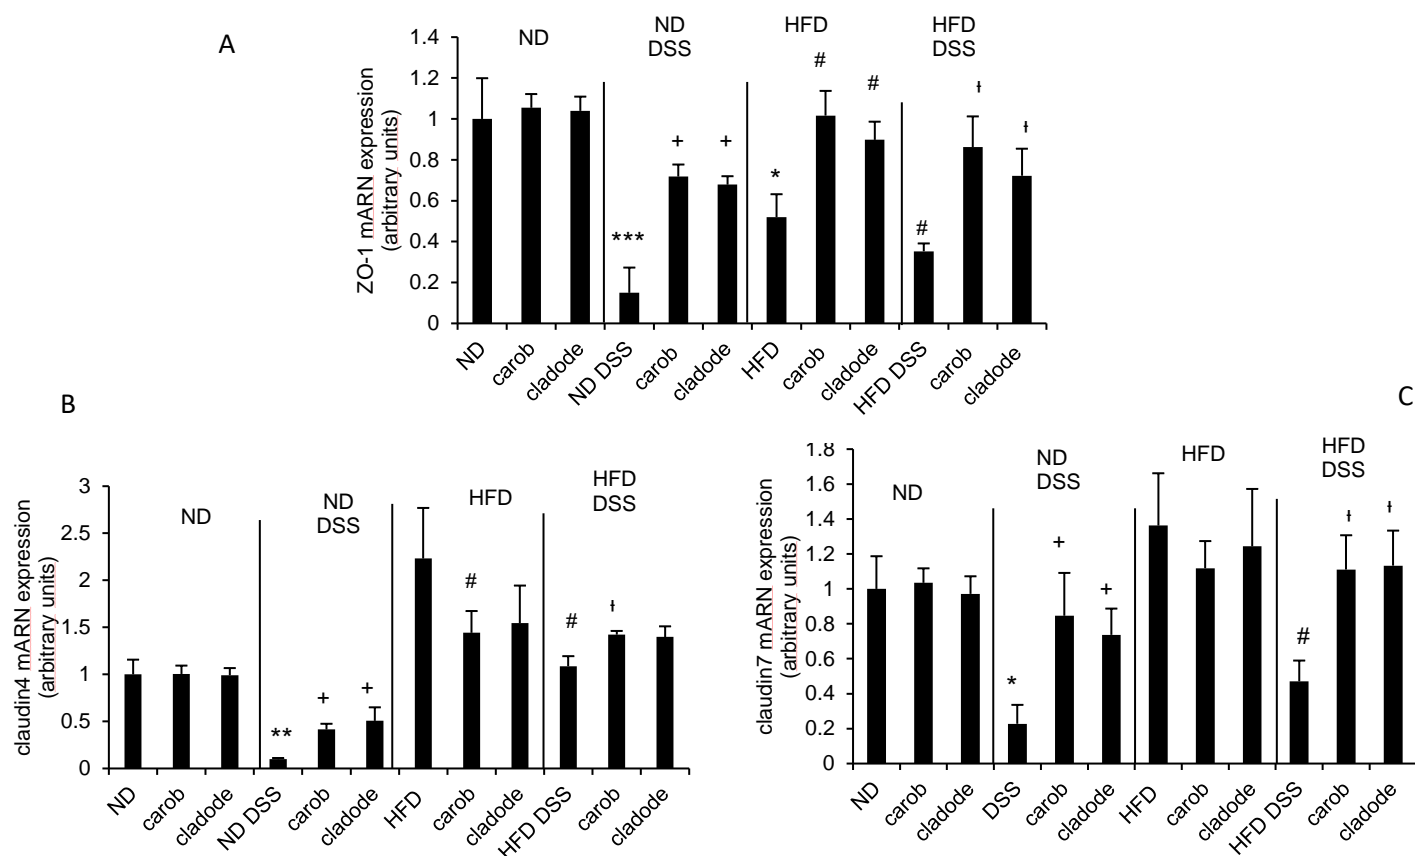 A
ZO-1 mARN expression
(arbitrary units)
1.4
1.2
1
0.8
0.6
0.4
0.2
0
ND
ND
DSS
HFD
HFD
DSS
***
+
+
*
#
#
#
ƚ
ƚ
ND
carob
cladode
ND DSS
carob
cladode
HFD
carob
cladode
HFD DSS
carob
cladode
B
claudin4 mARN expression
(arbitrary units)
3
2.5
2
1.5
1
0.5
0
ND
ND
DSS
HFD
HFD
DSS
**
+
+
#
#
ƚ
ND
carob
cladode
ND DSS
carob
cladode
HFD
carob
cladode
HFD DSS
carob
cladode
C
claudin7 mARN expression
(arbitrary units)
1.8
1.6
1.4
1.2
1
0.8
0.6
0.4
0.2
0
ND
ND
DSS
HFD
HFD
DSS
*
+
+
#
ƚ
ƚ
ND
carob
cladode
DSS
carob
cladode
HFD
carob
cladode
HFD DSS
carob
cladode